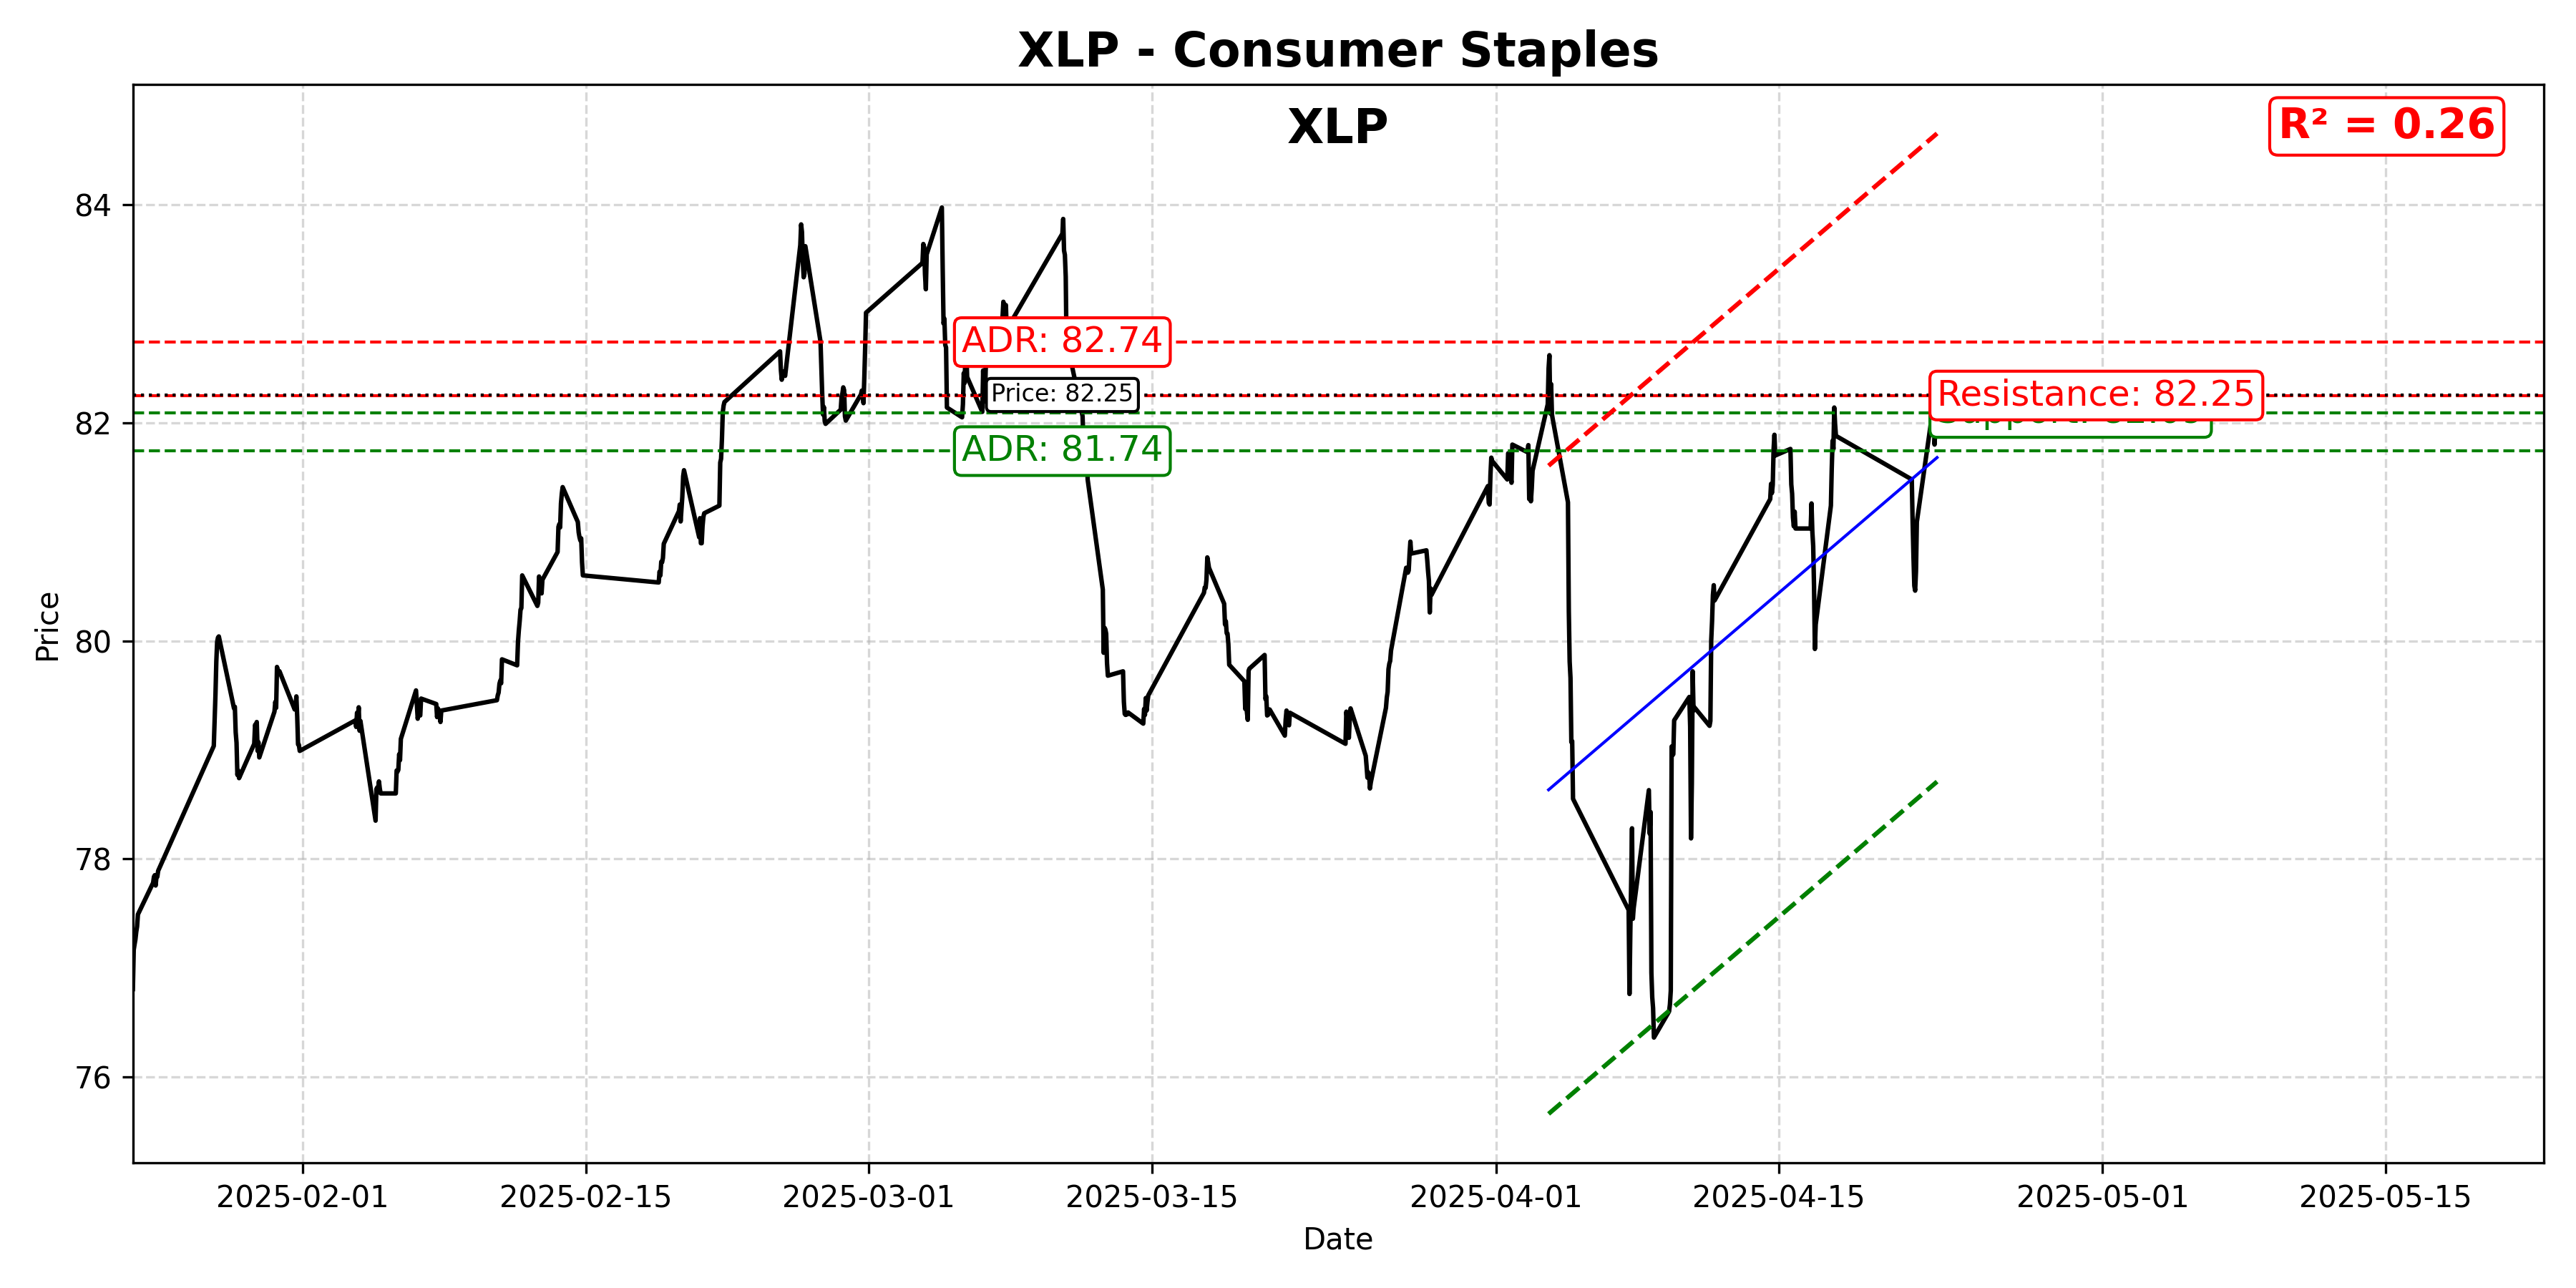 XLP - Consumer Staples
XLP
R² = 0.26
84
82
80
78
76
Price
ADR: 82.74
Price: 82.25
Resistance: 82.25
ADR: 81.74
2025-02-01
2025-02-15
2025-03-01
2025-03-15
2025-04-01
2025-04-15
2025-05-01
2025-05-15
Date